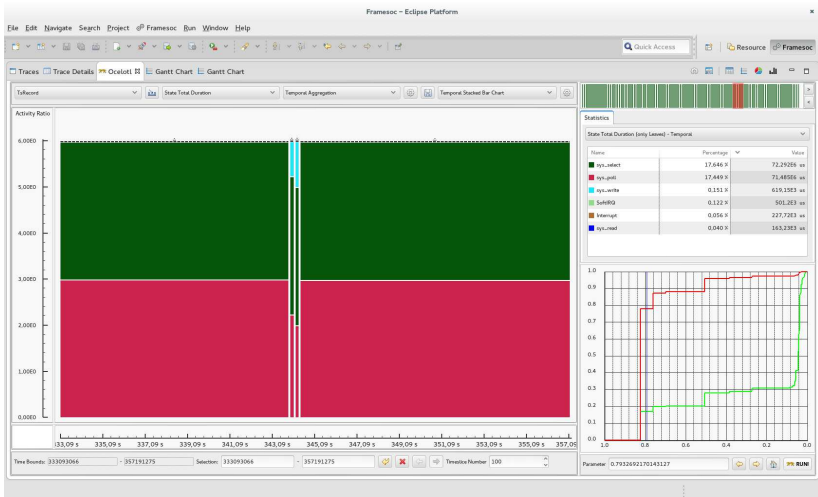 Framesoc – Eclipse Platform
File Edit Navigate Search Project Framesoc Run Window Help
Quick Access Resource Framesoc
Traces Trace Details Ocelotl Gantt Chart Gantt Chart
TsRecord State Total Duration Temporal Aggregation Temporal Stacked Bar Chart
Activity Ratio
6,00E0
5,00E0
4,00E0
3,00E0
2,00E0
1,00E0
0,00E0
333,09 s 335,09 s 337,09 s 339,09 s 341,09 s 343,09 s 345,09 s 347,09 s 349,09 s 351,09 s 353,09 s 355,09 s 357,09
Time Bounds: 333093066 - 357191275 Selection: 333093066 - 357191275 Timeslice Number 100
Statistics
State Total Duration (only Leaves) - Temporal
Name Percentage Value
sys_select 17,646 % 72,292E6 us
sys_poll 17,449 % 71,485E6 us
sys_write 0,151 % 619,15E3 us
SoftIRQ 0,122 % 501,2E3 us
Interrupt 0,056 % 227,72E3 us
sys_read 0,040 % 163,23E3 us
1.0
0.9
0.8
0.7
0.6
0.5
0.4
0.3
0.2
0.1
0.0
1.0 0.8 0.6 0.4 0.2 0.0
Parameter 0.7932692170143127 RUN!